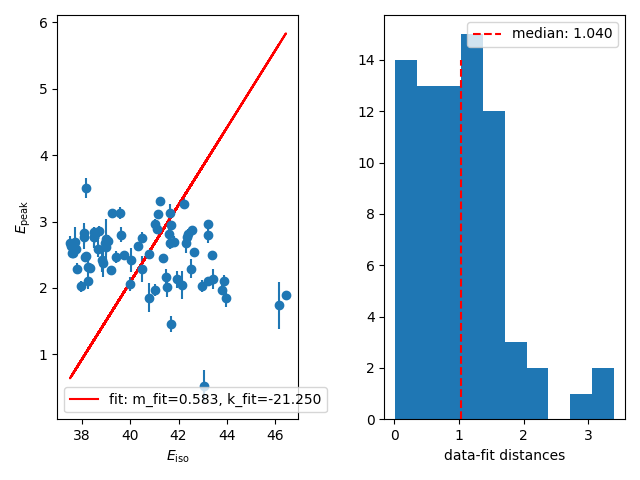 6
5
4
3
2
1
E_peak
fit: m_fit=0.583, k_fit=-21.250
38 40 42 44 46
E_iso
median: 1.040
14
12
10
8
6
4
2
0
0 1 2 3
data-fit distances